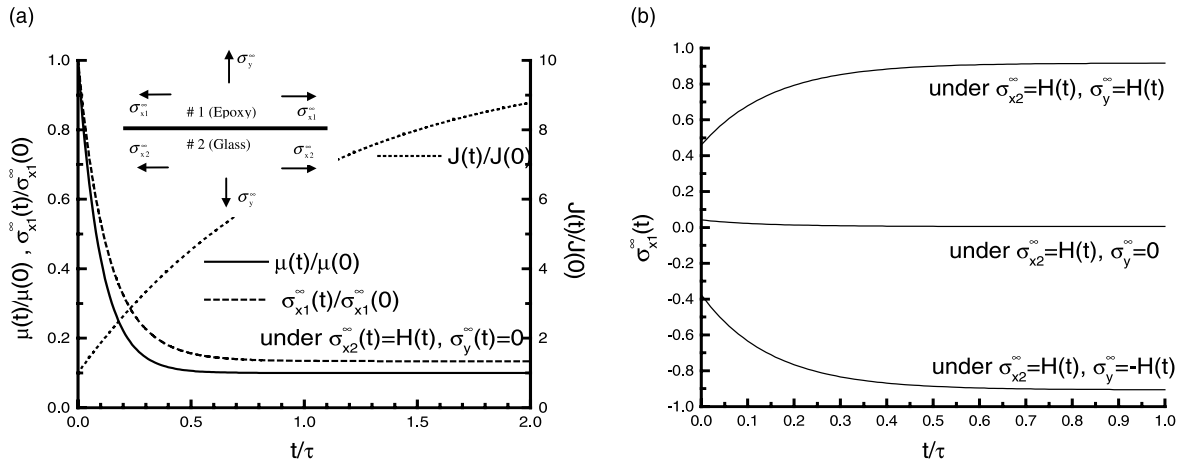 (a)
1.0
0.8
0.6
0.4
0.2
0.0
μ(t)/μ(0) , σ∞x1(t)/σ∞x1(0)
σ∞y
σ∞x1
# 1 (Epoxy)
σ∞x1
σ∞x2
# 2 (Glass)
σ∞x2
σ∞y
J(t)/J(0)
μ(t)/μ(0)
σ∞x1(t)/σ∞x1(0)
under σ∞x2(t)=H(t), σ∞y(t)=0
10
8
6
4
2
0
J(t)/J(0)
0.0 0.5 1.0 1.5 2.0
t/τ
(b)
1.0
0.8
0.6
0.4
0.2
0.0
-0.2
-0.4
-0.6
-0.8
-1.0
σ∞x1(t)
under σ∞x2=H(t), σ∞y=H(t)
under σ∞x2=H(t), σ∞y=0
under σ∞x2=H(t), σ∞y=-H(t)
0.0 0.1 0.2 0.3 0.4 0.5 0.6 0.7 0.8 0.9 1.0
t/τ